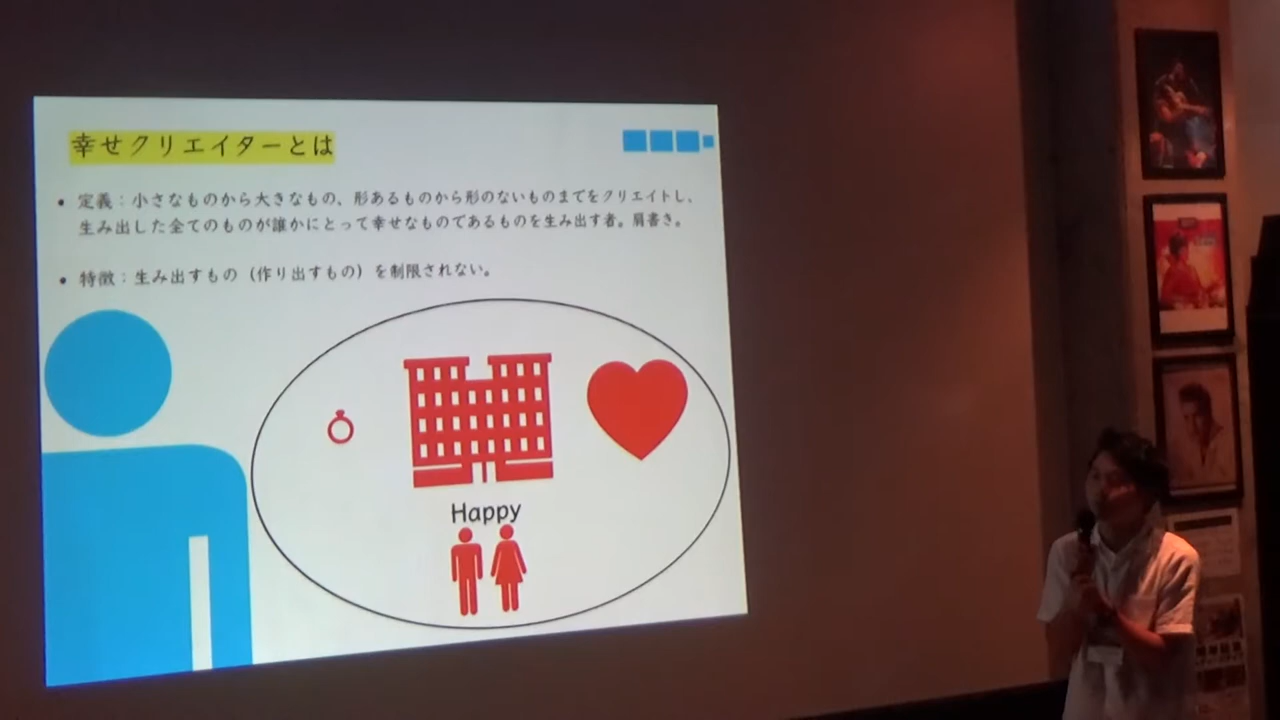 幸せクリエイターとは
• 定義：小さなものから大きなもの、形あるものから形のないものまでをクリエイトし、
生み出した全てのものが誰かにとって幸せなものであるものを生み出す者。肩書き。
• 特徴：生み出すもの（作り出すもの）を制限されない。
Happy